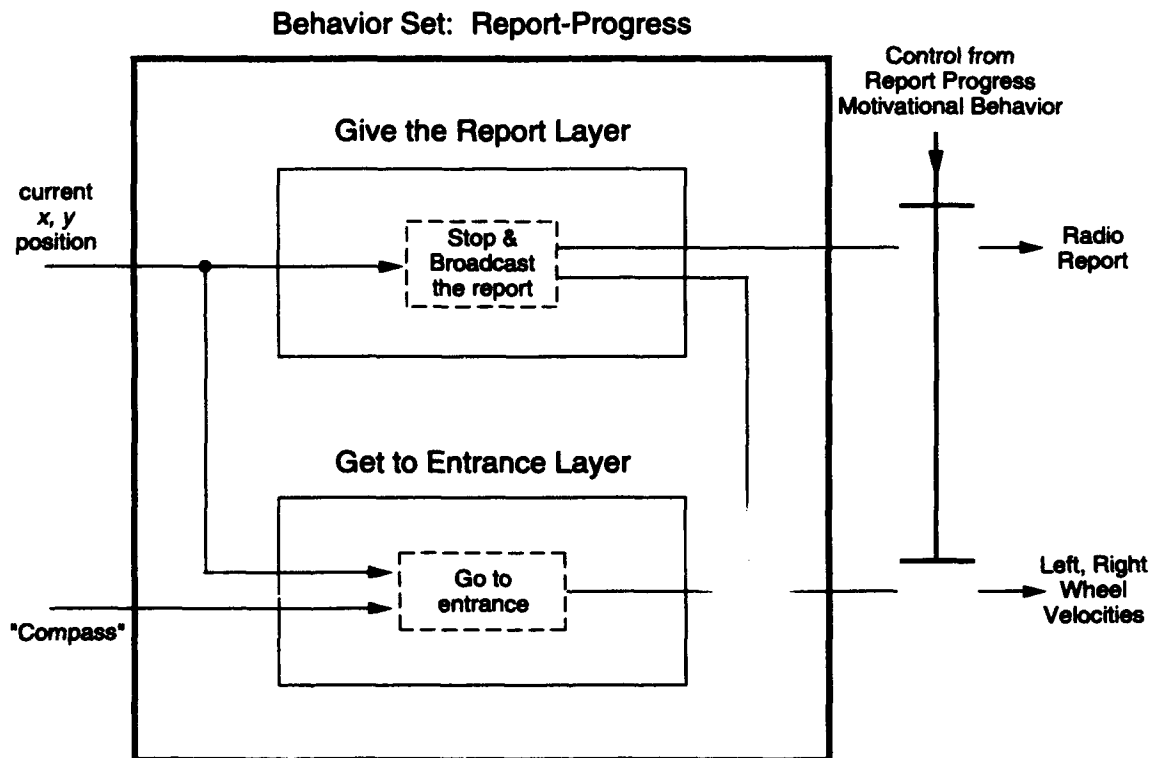 Behavior Set: Report-Progress
Control from
Report Progress
Motivational Behavior
Give the Report Layer
current
x, y
position
Stop &
Broadcast
the report
Radio
Report
Get to Entrance Layer
Go to
entrance
"Compass"
Left, Right
Wheel
Velocities